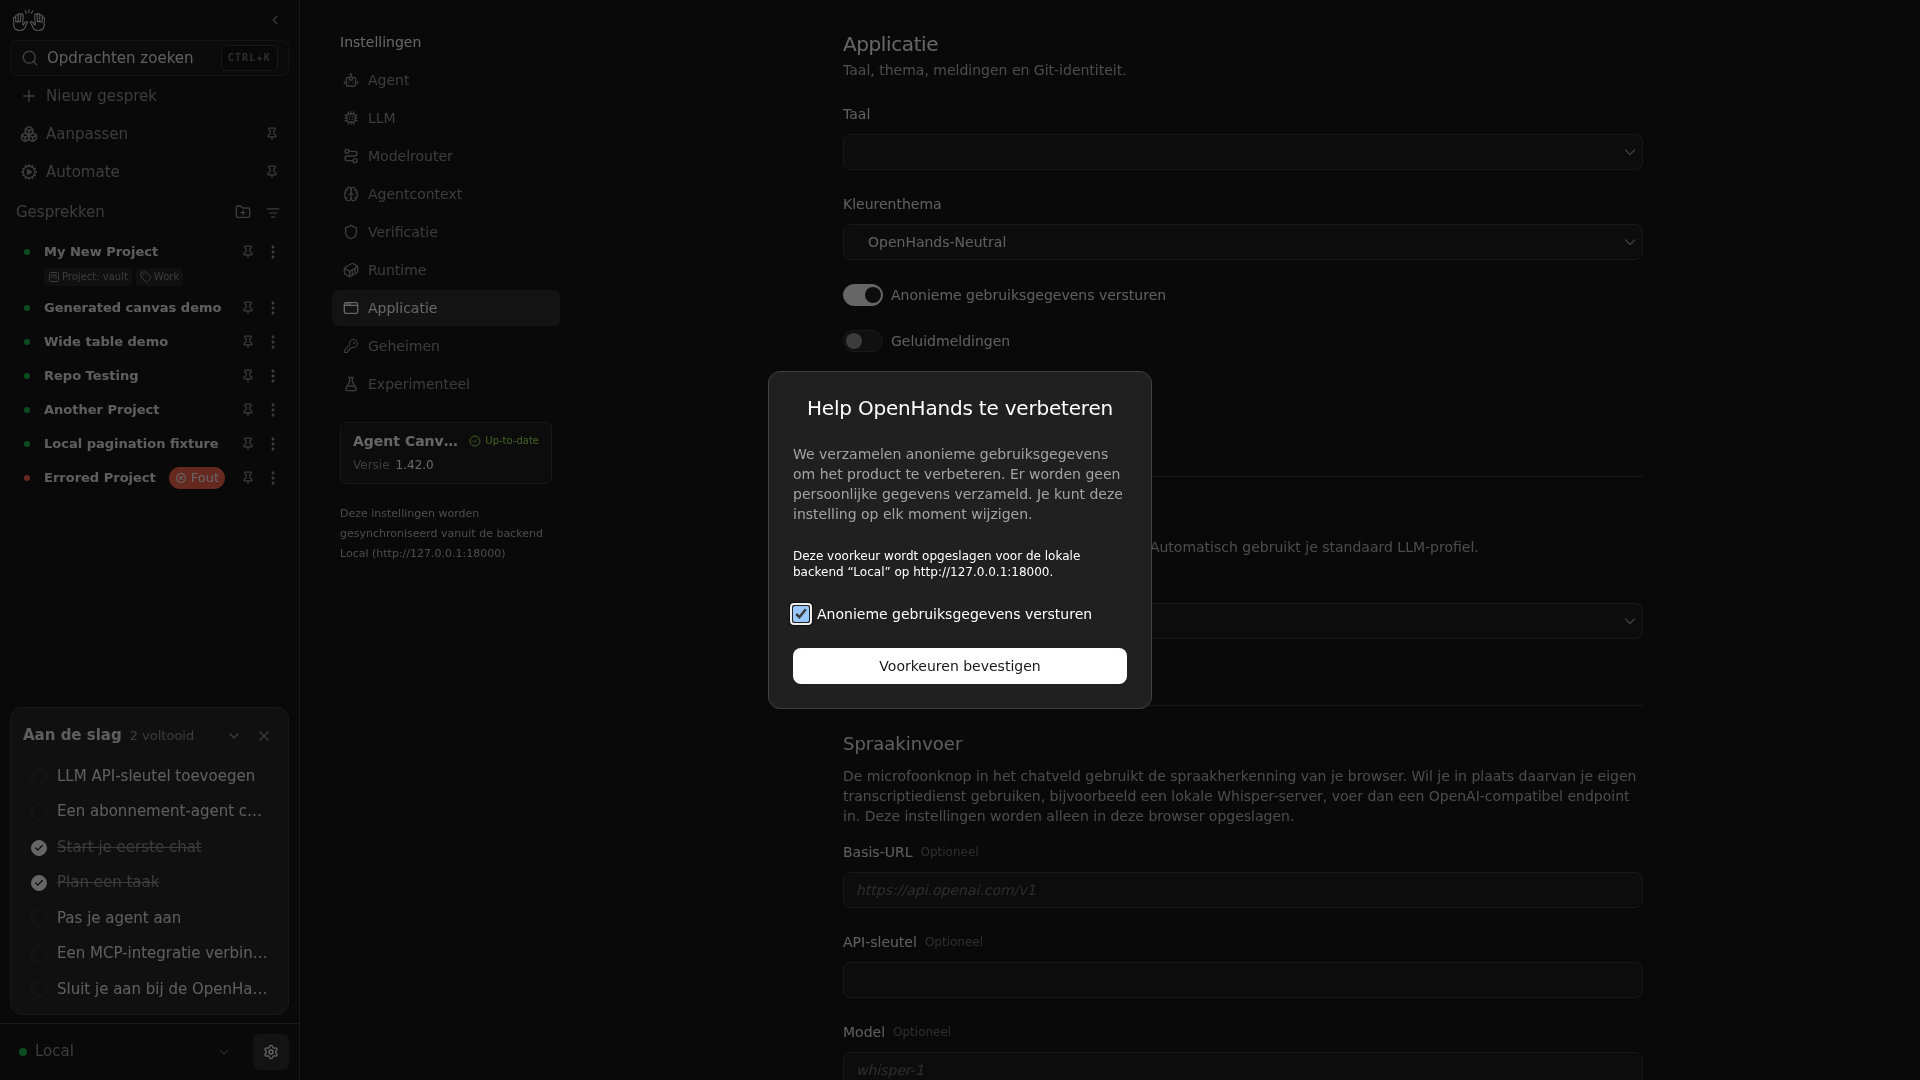 Opdrachten zoeken CTRL+K
Nieuw gesprek
Aanpassen
Automate
Gesprekken
My New Project
Project: vault Work
Generated canvas demo
Wide table demo
Repo Testing
Another Project
Local pagination fixture
Errored Project Fout
Aan de slag 2 voltooid
LLM API-sleutel toevoegen
Een abonnement-agent c…
Start je eerste chat
Plan een taak
Pas je agent aan
Een MCP-integratie verbin…
Sluit je aan bij de OpenHa…
Local
Instellingen
Agent
LLM
Modelrouter
Agentcontext
Verificatie
Runtime
Applicatie
Geheimen
Experimenteel
Agent Canv… Up-to-date
Versie 1.42.0
Deze instellingen worden
gesynchroniseerd vanuit de backend
Local (http://127.0.0.1:18000)
Applicatie
Taal, thema, meldingen en Git-identiteit.
Taal
Kleurenthema
OpenHands-Neutral
Anonieme gebruiksgegevens versturen
Geluidmeldingen
Help OpenHands te verbeteren
We verzamelen anonieme gebruiksgegevens
om het product te verbeteren. Er worden geen
persoonlijke gegevens verzameld. Je kunt deze
instelling op elk moment wijzigen.
Deze voorkeur wordt opgeslagen voor de lokale
backend “Local” op http://127.0.0.1:18000.
Anonieme gebruiksgegevens versturen
Voorkeuren bevestigen
Automatisch gebruikt je standaard LLM-profiel.
Spraakinvoer
De microfoonknop in het chatveld gebruikt de spraakherkenning van je browser. Wil je in plaats daarvan je eigen
transcriptiedienst gebruiken, bijvoorbeeld een lokale Whisper-server, voer dan een OpenAI-compatibel endpoint
in. Deze instellingen worden alleen in deze browser opgeslagen.
Basis-URL Optioneel
https://api.openai.com/v1
API-sleutel Optioneel
Model Optioneel
whisper-1